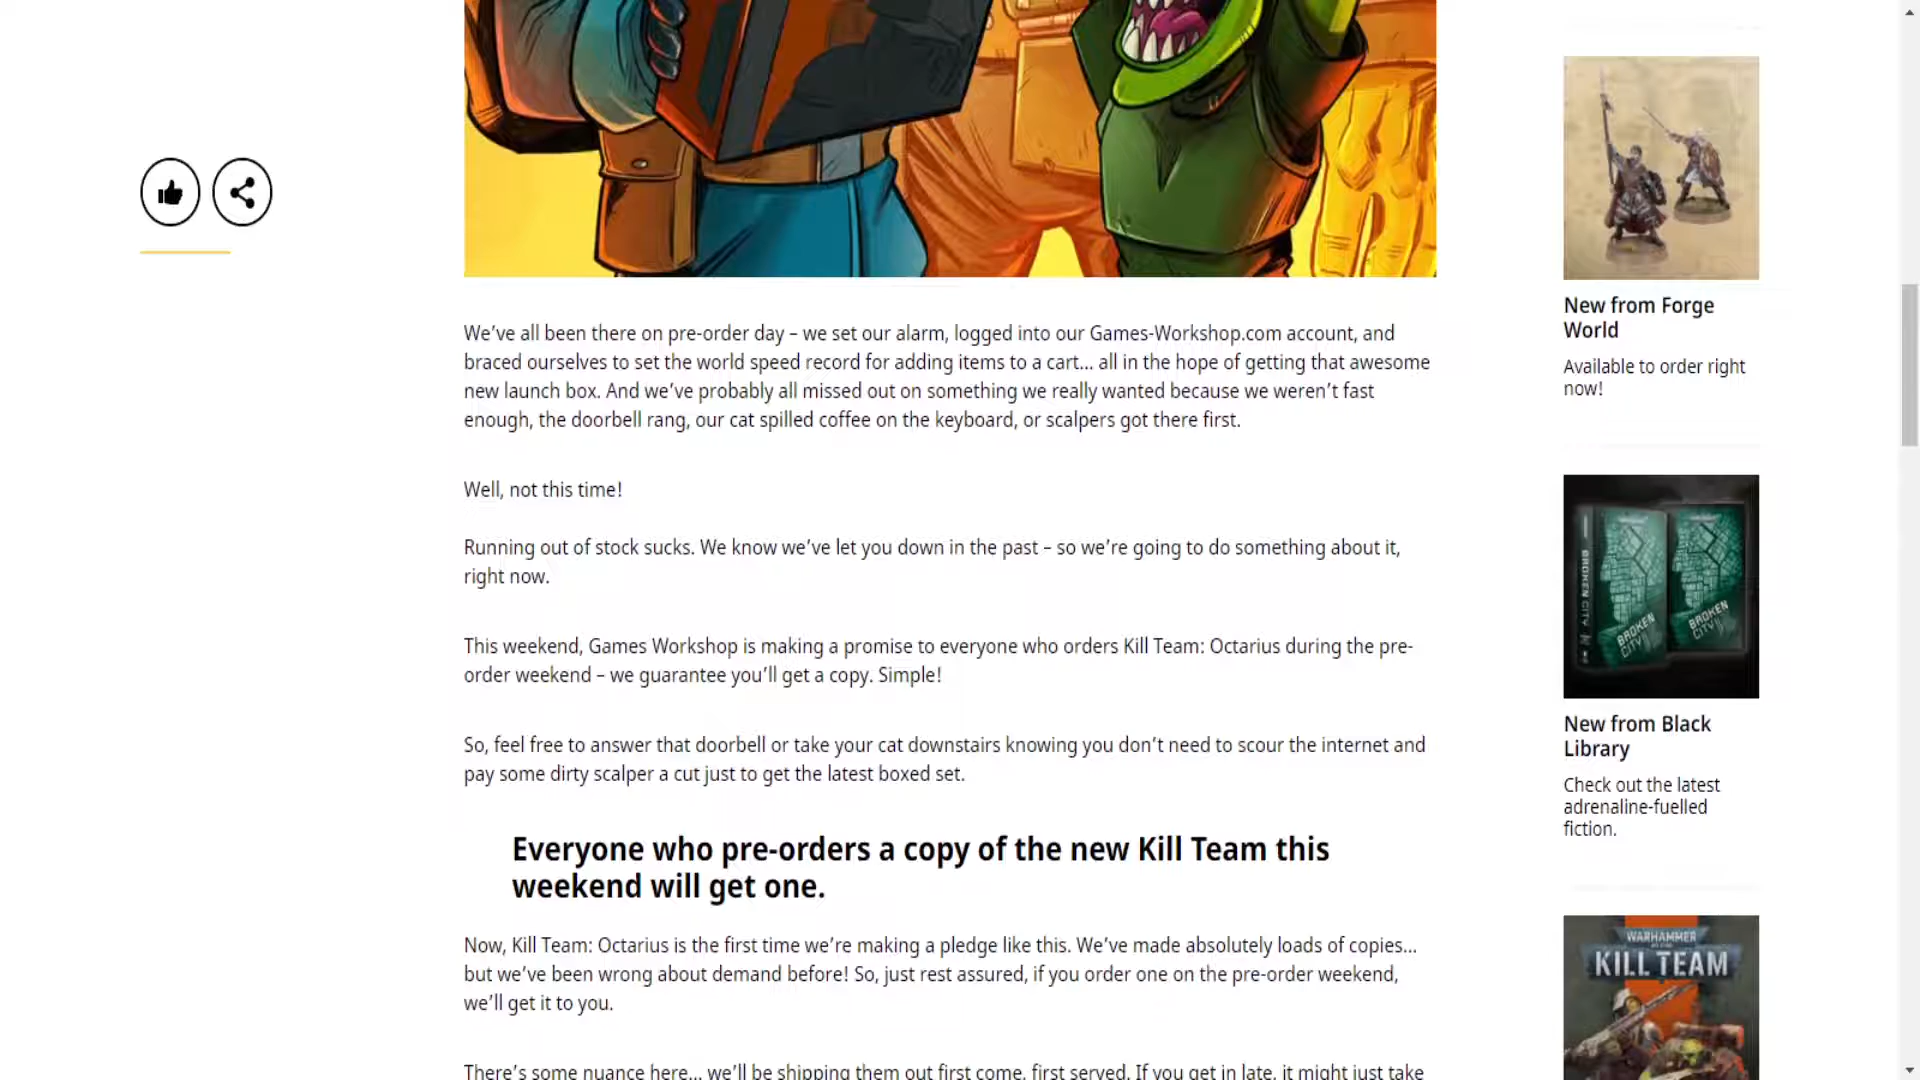 We’ve all been there on pre-order day – we set our alarm, logged into our Games-Workshop.com account, and
braced ourselves to set the world speed record for adding items to a cart… all in the hope of getting that awesome
new launch box. And we’ve probably all missed out on something we really wanted because we weren’t fast
enough, the doorbell rang, our cat spilled coffee on the keyboard, or scalpers got there first.
Well, not this time!
Running out of stock sucks. We know we’ve let you down in the past – so we’re going to do something about it,
right now.
This weekend, Games Workshop is making a promise to everyone who orders Kill Team: Octarius during the pre-
order weekend – we guarantee you’ll get a copy. Simple!
So, feel free to answer that doorbell or take your cat downstairs knowing you don’t need to scour the internet and
pay some dirty scalper a cut just to get the latest boxed set.
Everyone who pre-orders a copy of the new Kill Team this
weekend will get one.
Now, Kill Team: Octarius is the first time we’re making a pledge like this. We’ve made absolutely loads of copies…
but we’ve been wrong about demand before! So, just rest assured, if you order one on the pre-order weekend,
we’ll get it to you.
There’s some nuance here… we’ll be shipping them out first come, first served. If you get in late, it might just take
New from Forge
World
Available to order right
now!
BROKEN CITY
BROKEN
CITY
BROKEN
CITY
New from Black
Library
Check out the latest
adrenaline-fuelled
fiction.
WARHAMMER
KILL TEAM